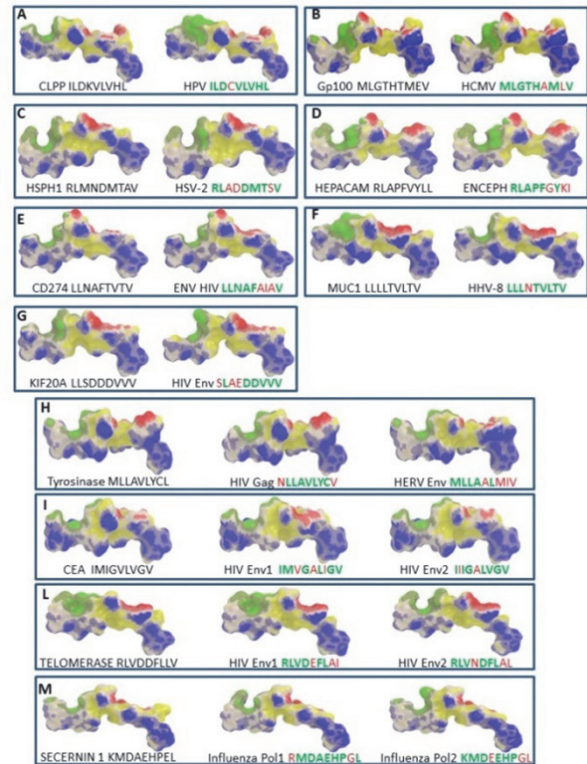 A
CLPP ILDKVLVHL
HPV ILDCVLVHL
B
Gp100 MLGTHTMEV
HCMV MLGTHAMLV
C
HSPH1 RLMNDMTAV
HSV-2 RLADDMTSV
D
HEPACAM RLAPFVYLL
ENCEPH RLAPFGYKI
E
CD274 LLNAFTVTV
ENV HIV LLNAFAIAV
F
MUC1 LLLLTVLTV
HHV-8 LLLNTVLTV
G
KIF20A LLSDDDVVV
HIV Env SLAEDDVVV
H
Tyrosinase MLLAVLYCL
HIV Gag NLLAVLYCV
HERV Env MLLAALMIV
I
CEA IMIGVLVGV
HIV Env1 IMVGALIGV
HIV Env2 IIIGALVGV
L
TELOMERASE RLVDDFLLV
HIV Env1 RLVDEFLAI
HIV Env2 RLVNDFLAL
M
SECERNIN 1 KMDAEHPEL
Influenza Pol1 RMDAEHPGL
Influenza Pol2 KMDEEHPGL